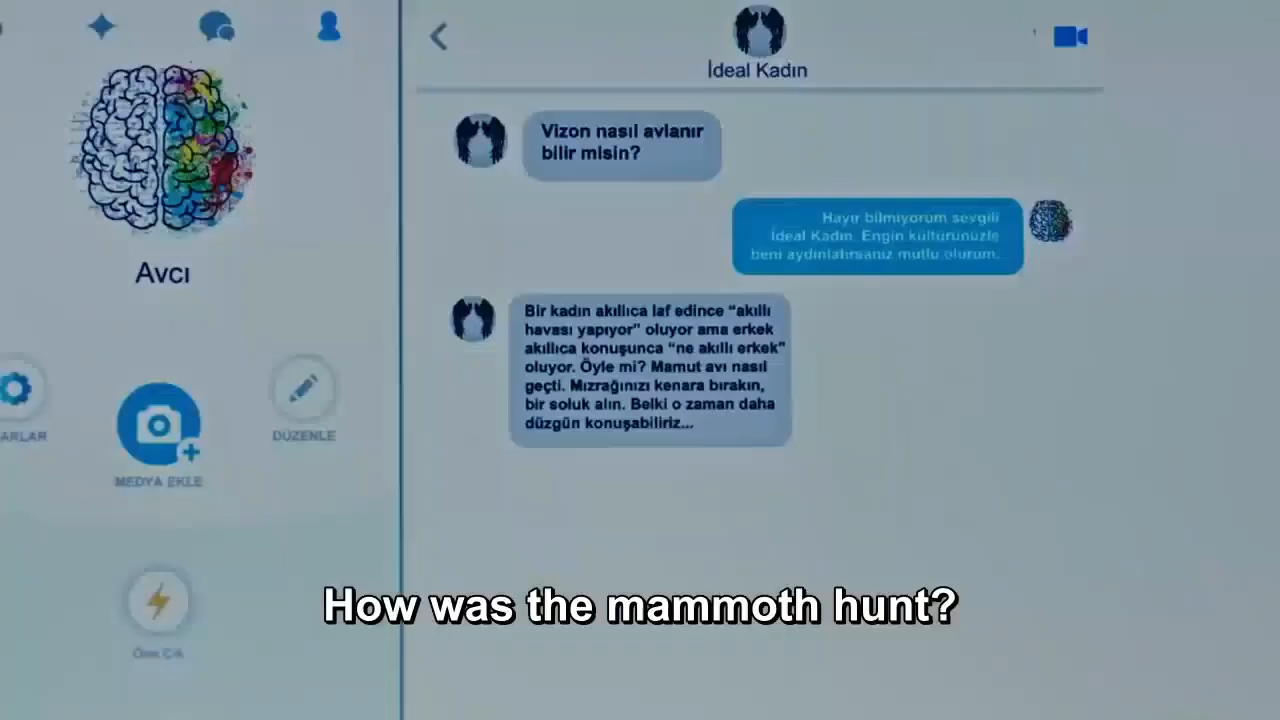 İdeal Kadın
Vizon nasıl avlanır
bilir misin?
Hayır bilmiyorum sevgili
İdeal Kadın. Engin kültürünüzle
beni aydınlatırsanız mutlu olurum.
Avcı
Bir kadın akıllıca laf edince “akıllı
havası yapıyor” oluyor ama erkek
akıllıca konuşunca “ne akıllı erkek”
oluyor. Öyle mi? Mamut avı nasıl
geçti. Mızrağınızı kenara bırakın,
bir soluk alın. Belki o zaman daha
düzgün konuşabiliriz...
ARLAR
MEDYA EKLE
DÜZENLE
Öne Çık
How was the mammoth hunt?